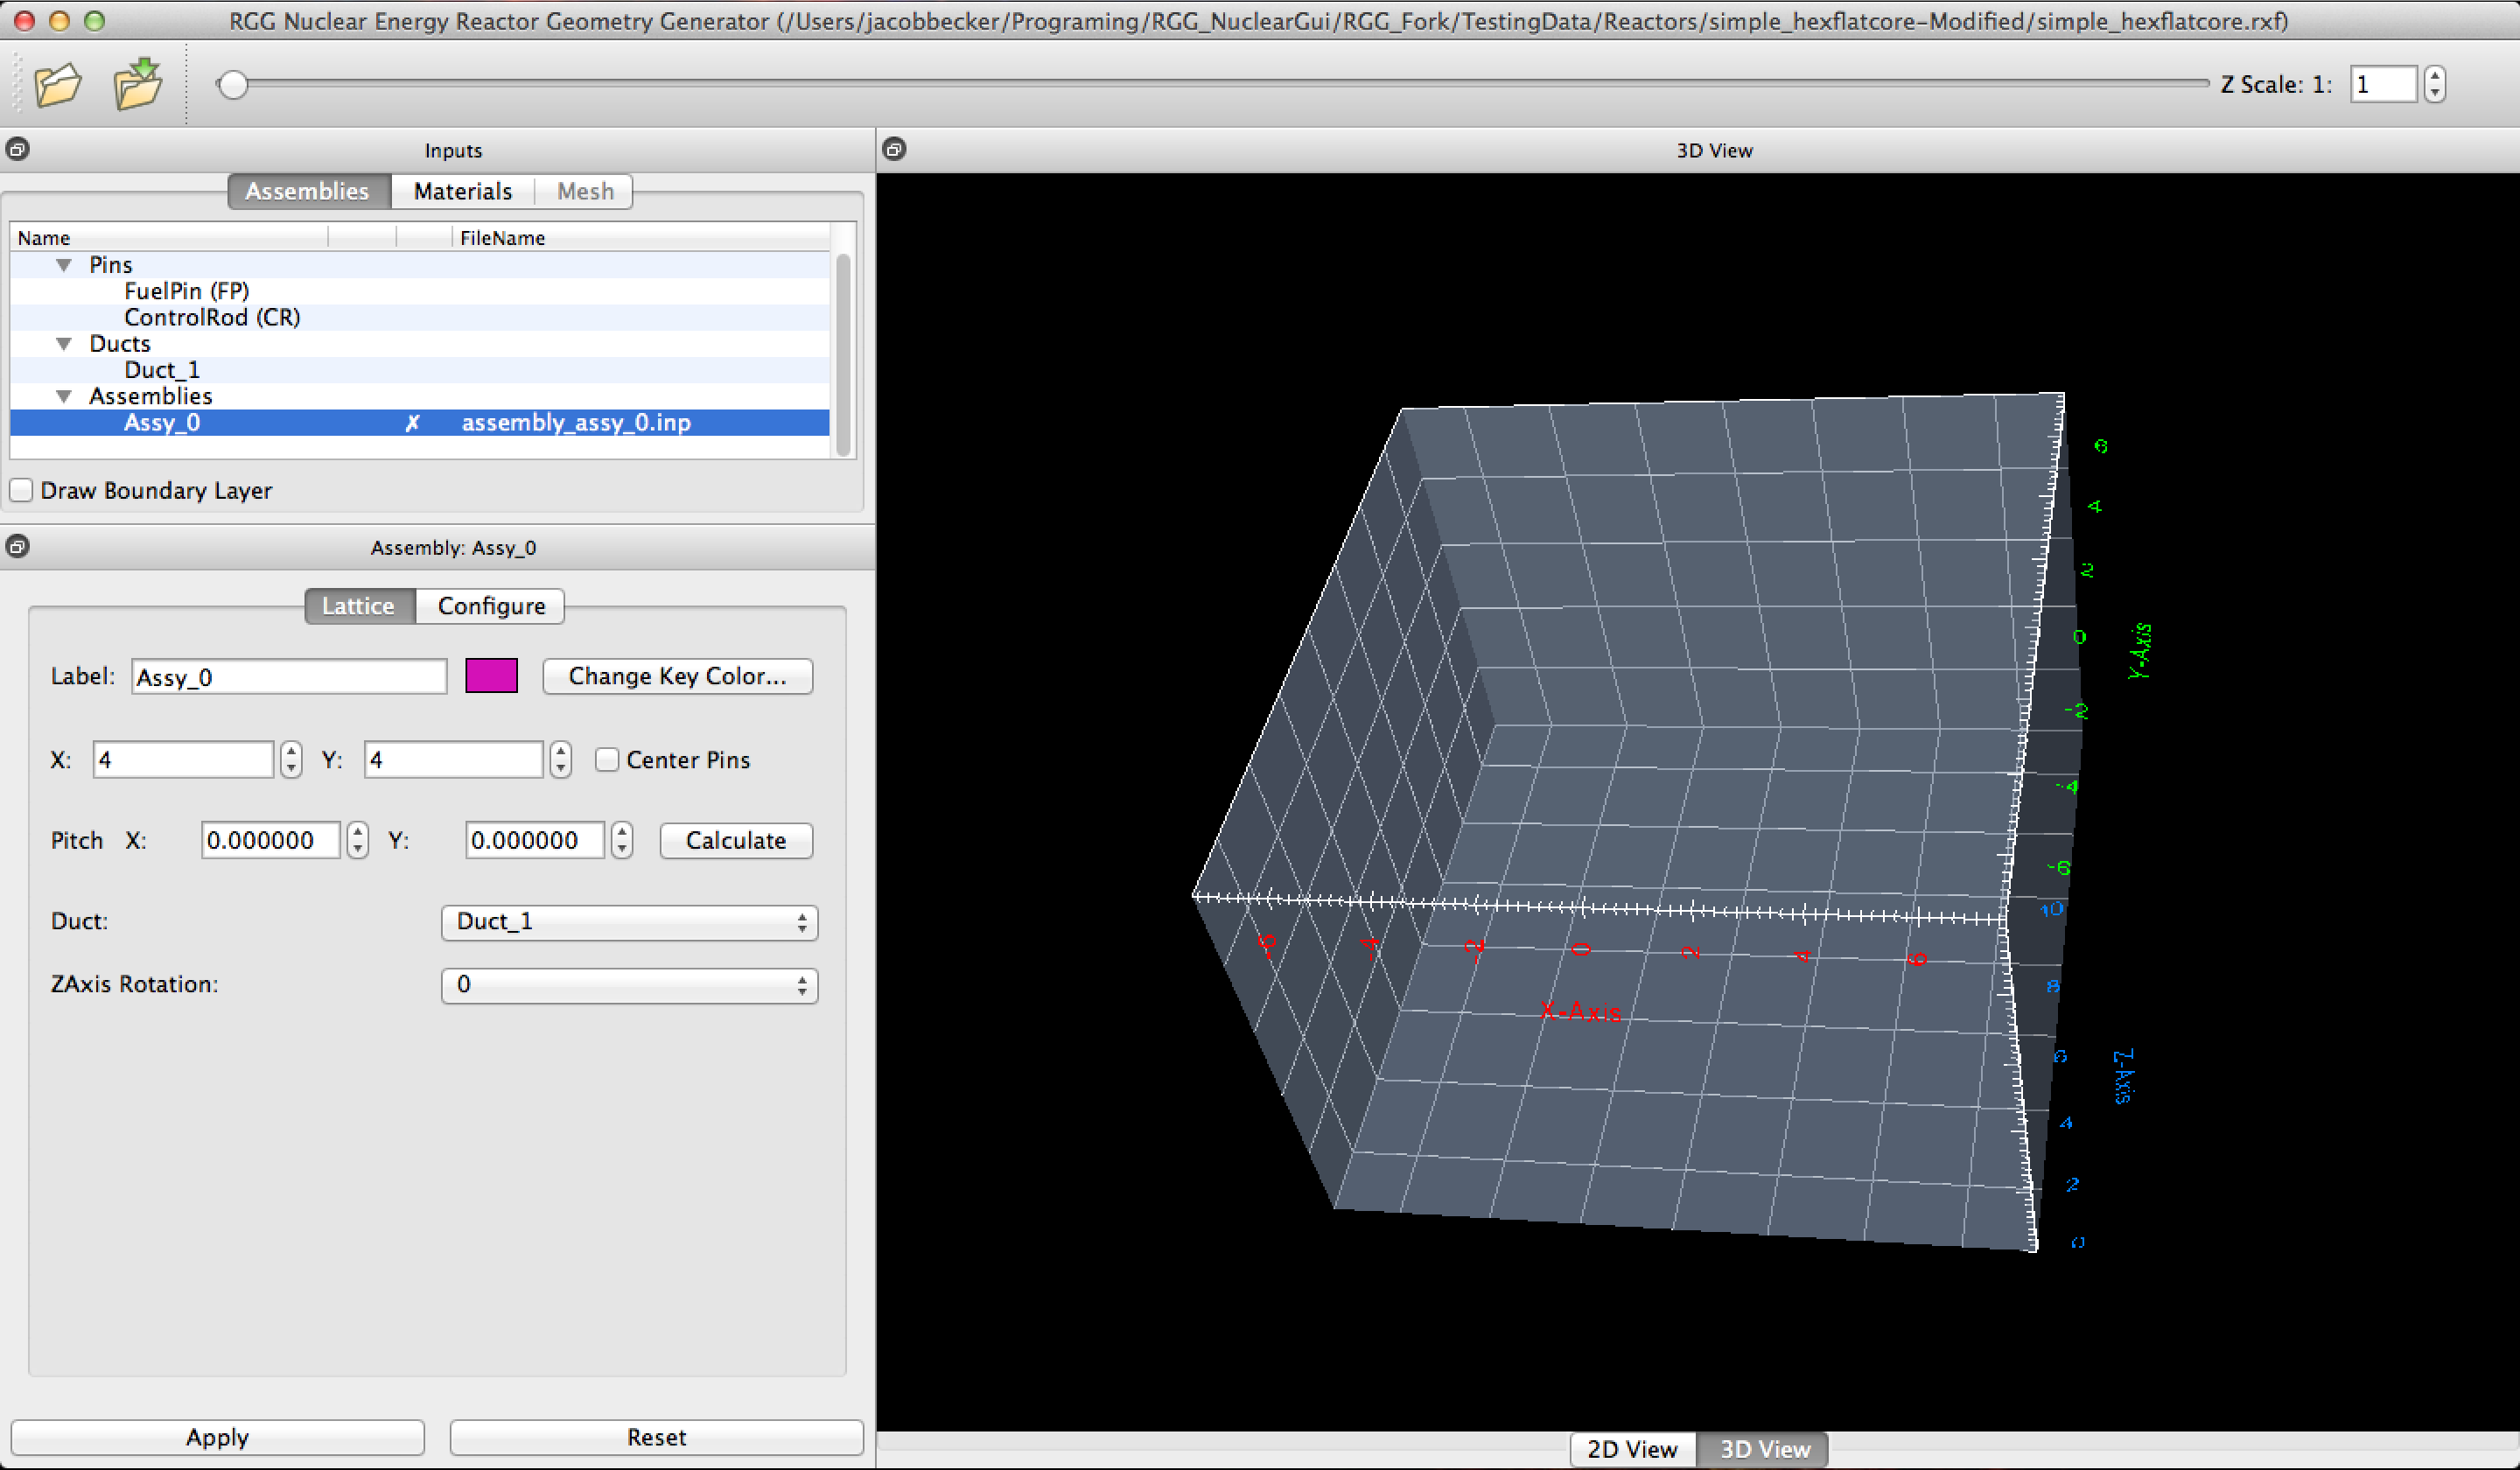 RGG Nuclear Energy Reactor Geometry Generator (/Users/jacobbecker/Programing/RGG_NuclearGui/RGG_Fork/TestingData/Reactors/simple_hexflatcore-Modified/simple_hexflatcore.rxf)
Z Scale: 1: 1
Inputs
Assemblies Materials Mesh
Name FileName
Pins
FuelPin (FP)
ControlRod (CR)
Ducts
Duct_1
Assemblies
Assy_0 ✗ assembly_assy_0.inp
Draw Boundary Layer
Assembly: Assy_0
Lattice Configure
Label: Assy_0 Change Key Color...
X: 4 Y: 4 Center Pins
Pitch X: 0.000000 Y: 0.000000 Calculate
Duct: Duct_1
ZAxis Rotation: 0
Apply Reset
3D View
6
4
2
0
-2
-4
-6
Y-Axis
-6 -4 -2 0 2 4 6
X-Axis
10
8
6
4
2
0
Z-Axis
2D View 3D View